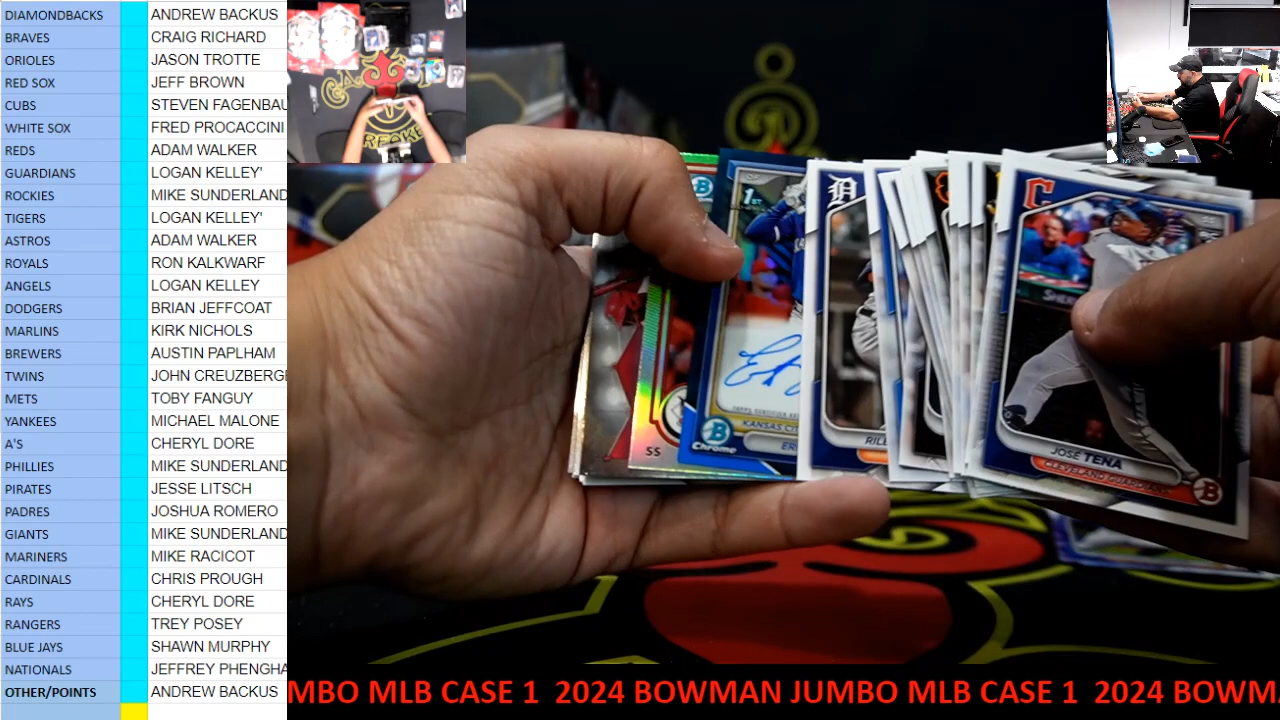 DIAMONDBACKS ANDREW BACKUS
BRAVES CRAIG RICHARD
ORIOLES JASON TROTTE
RED SOX JEFF BROWN
CUBS STEVEN FAGENBAU
WHITE SOX FRED PROCACCINI
REDS ADAM WALKER
GUARDIANS LOGAN KELLEY'
ROCKIES MIKE SUNDERLAND
TIGERS LOGAN KELLEY'
ASTROS ADAM WALKER
ROYALS RON KALKWARF
ANGELS LOGAN KELLEY
DODGERS BRIAN JEFFCOAT
MARLINS KIRK NICHOLS
BREWERS AUSTIN PAPLHAM
TWINS JOHN CREUZBERGE
METS TOBY FANGUY
YANKEES MICHAEL MALONE
A'S CHERYL DORE
PHILLIES MIKE SUNDERLAND
PIRATES JESSE LITSCH
PADRES JOSHUA ROMERO
GIANTS MIKE SUNDERLAND
MARINERS MIKE RACICOT
CARDINALS CHRIS PROUGH
RAYS CHERYL DORE
RANGERS TREY POSEY
BLUE JAYS SHAWN MURPHY
NATIONALS JEFFREY PHENGHA
OTHER/POINTS ANDREW BACKUS
1ST
SS
B
Chrome
KANSAS CI
ER
RILE
C
JOSE TENA
CLEVELAND GUARDIANS
B
MBO MLB CASE 1 2024 BOWMAN JUMBO MLB CASE 1 2024 BOWM